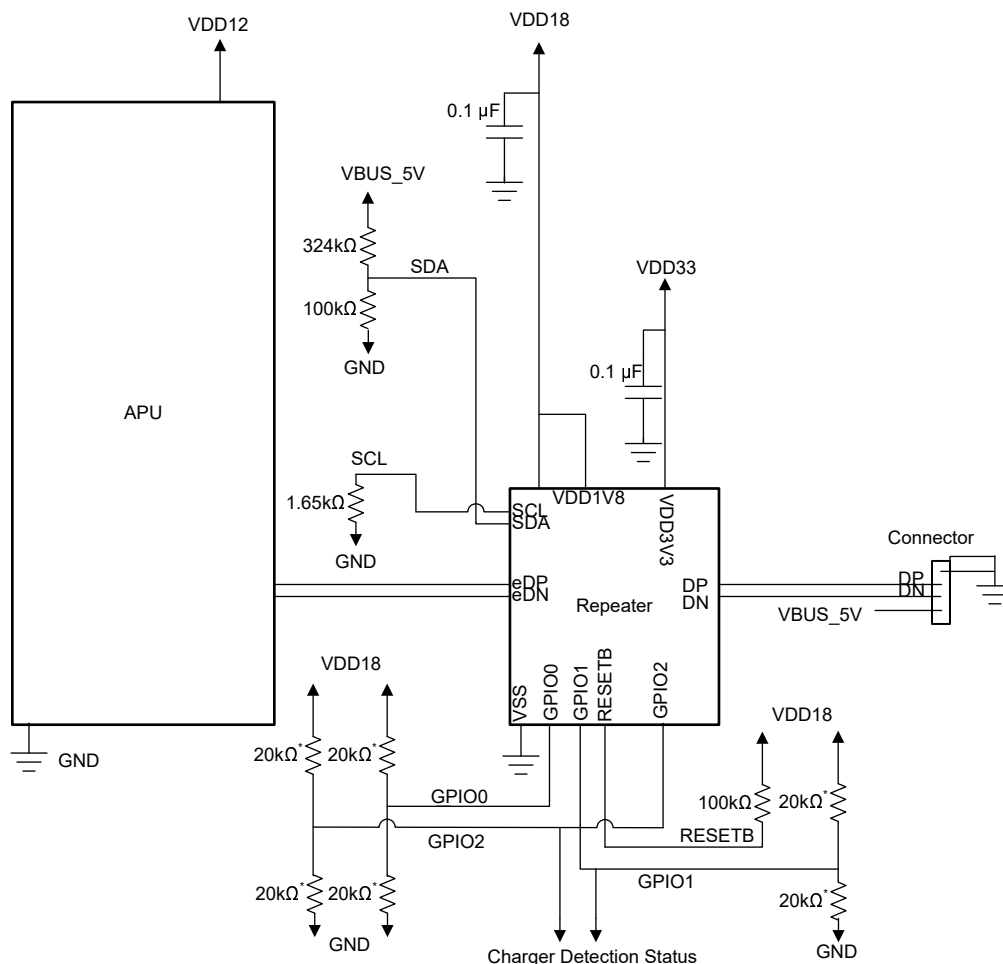 VDD12
VDD18
0.1 µF
VBUS_5V
324kΩ
SDA
100kΩ
GND
VDD33
0.1 µF
APU
SCL
1.65kΩ
GND
VDD1V8
VDD3V3
SCL
SDA
eDP
eDN
Repeater
DP
DN
Connector
DP
DN
VBUS_5V
VSS
GPIO0
GPIO1
RESETB
GPIO2
GND
VDD18
20kΩ*
20kΩ*
GPIO0
GPIO2
20kΩ*
20kΩ*
GND
VDD18
100kΩ
20kΩ*
RESETB
GPIO1
20kΩ*
GND
Charger Detection Status